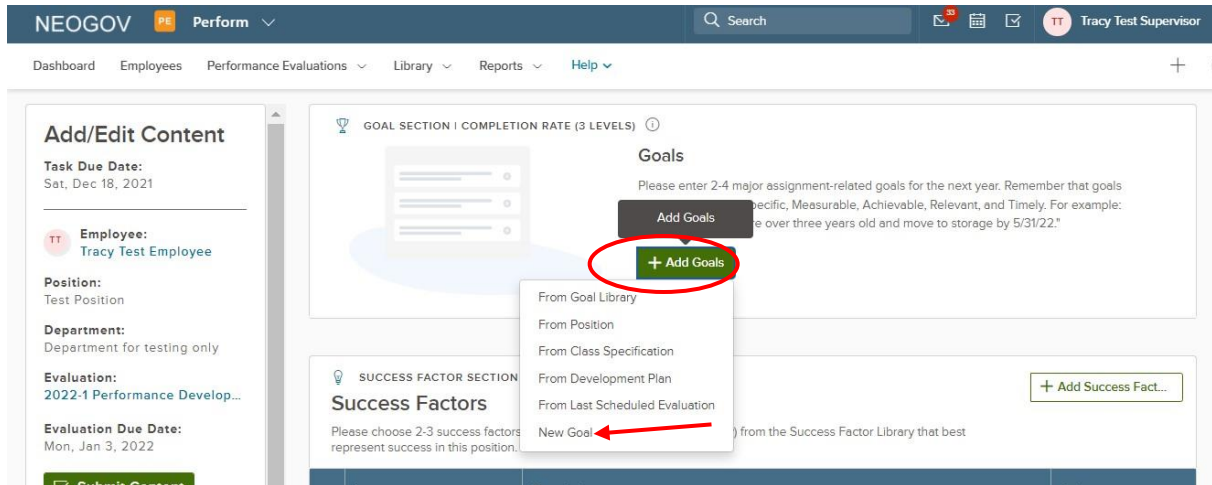 NEOGOV PE Perform
Search
33
TT Tracy Test Supervisor
Dashboard Employees Performance Evaluations Library Reports Help
Add/Edit Content
Task Due Date:
Sat, Dec 18, 2021
TT Employee:
Tracy Test Employee
Position:
Test Position
Department:
Department for testing only
Evaluation:
2022-1 Performance Develop...
Evaluation Due Date:
Mon, Jan 3, 2022
Submit Content
GOAL SECTION | COMPLETION RATE (3 LEVELS)
Goals
Please enter 2-4 major assignment-related goals for the next year. Remember that goals
Specific, Measurable, Achievable, Relevant, and Timely. For example:
over three years old and move to storage by 5/31/22."
Add Goals
+ Add Goals
From Goal Library
From Position
From Class Specification
From Development Plan
From Last Scheduled Evaluation
New Goal
SUCCESS FACTOR SECTION
+ Add Success Fact...
Success Factors
Please choose 2-3 success factors ) from the Success Factor Library that best
represent success in this position.